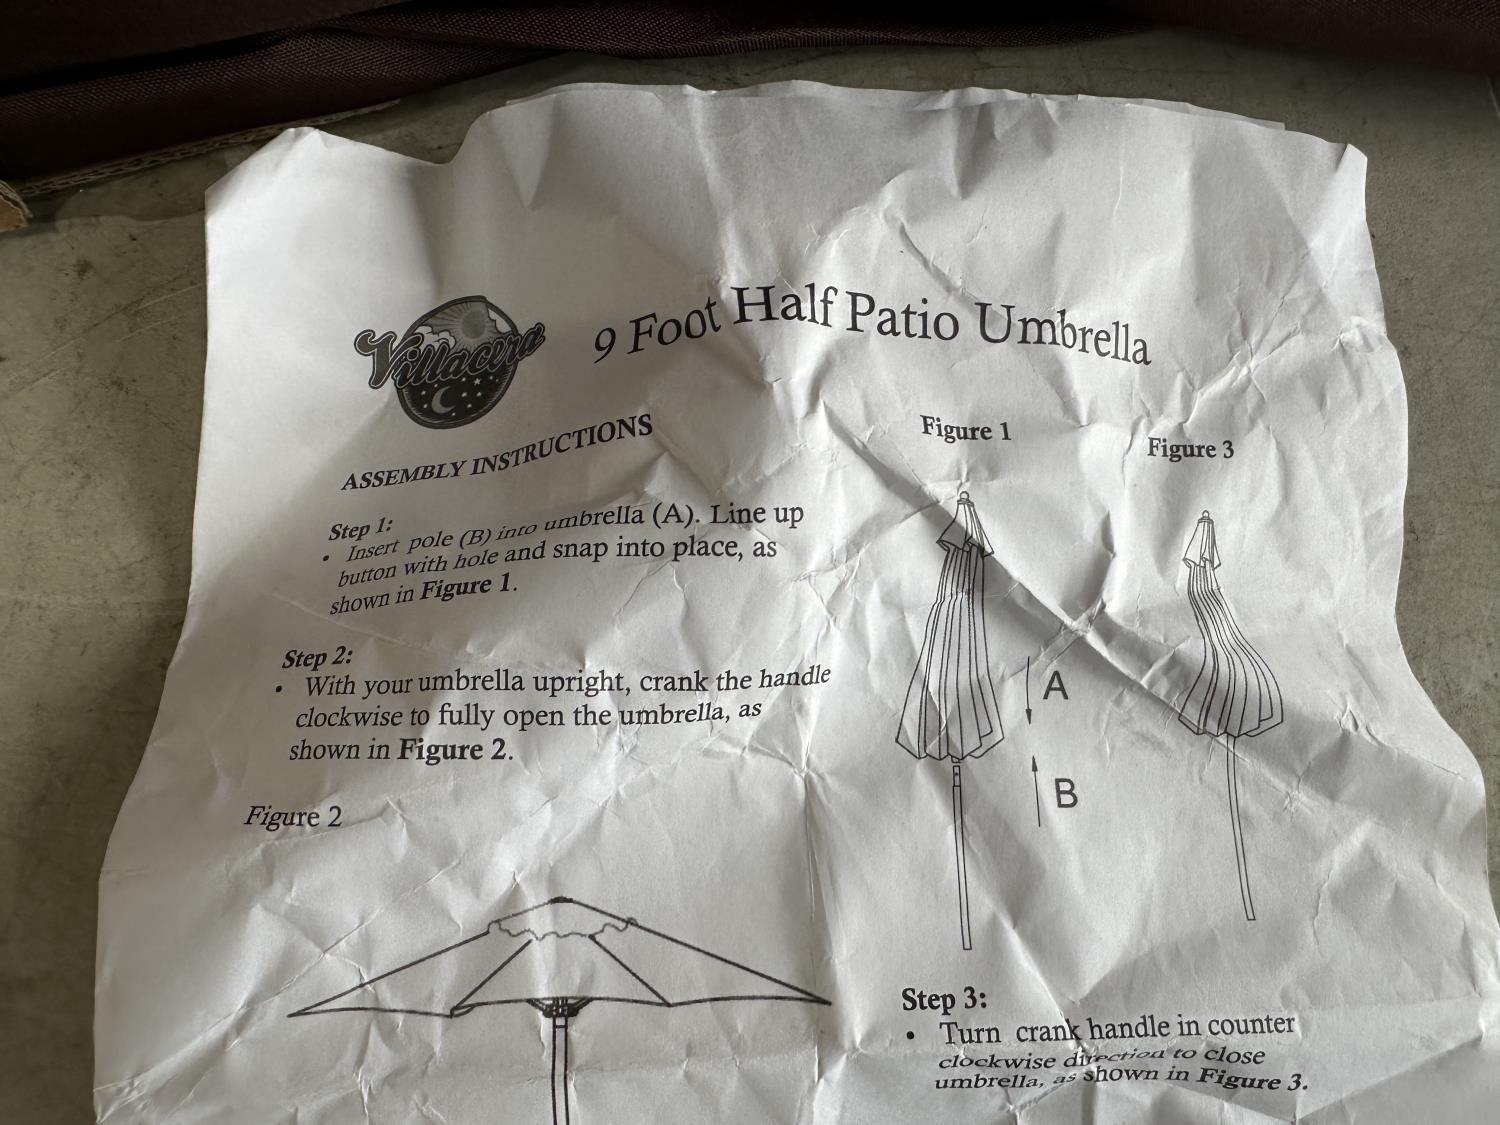 Villacera
9 Foot Half Patio Umbrella
ASSEMBLY INSTRUCTIONS
Step 1:
• Insert pole (B) into umbrella (A). Line up
button with hole and snap into place, as
shown in Figure 1.
Step 2:
• With your umbrella upright, crank the handle
clockwise to fully open the umbrella, as
shown in Figure 2.
Figure 2
Figure 1
Figure 3
A
B
Step 3:
• Turn crank handle in counter
clockwise direction to close
umbrella, as shown in Figure 3.